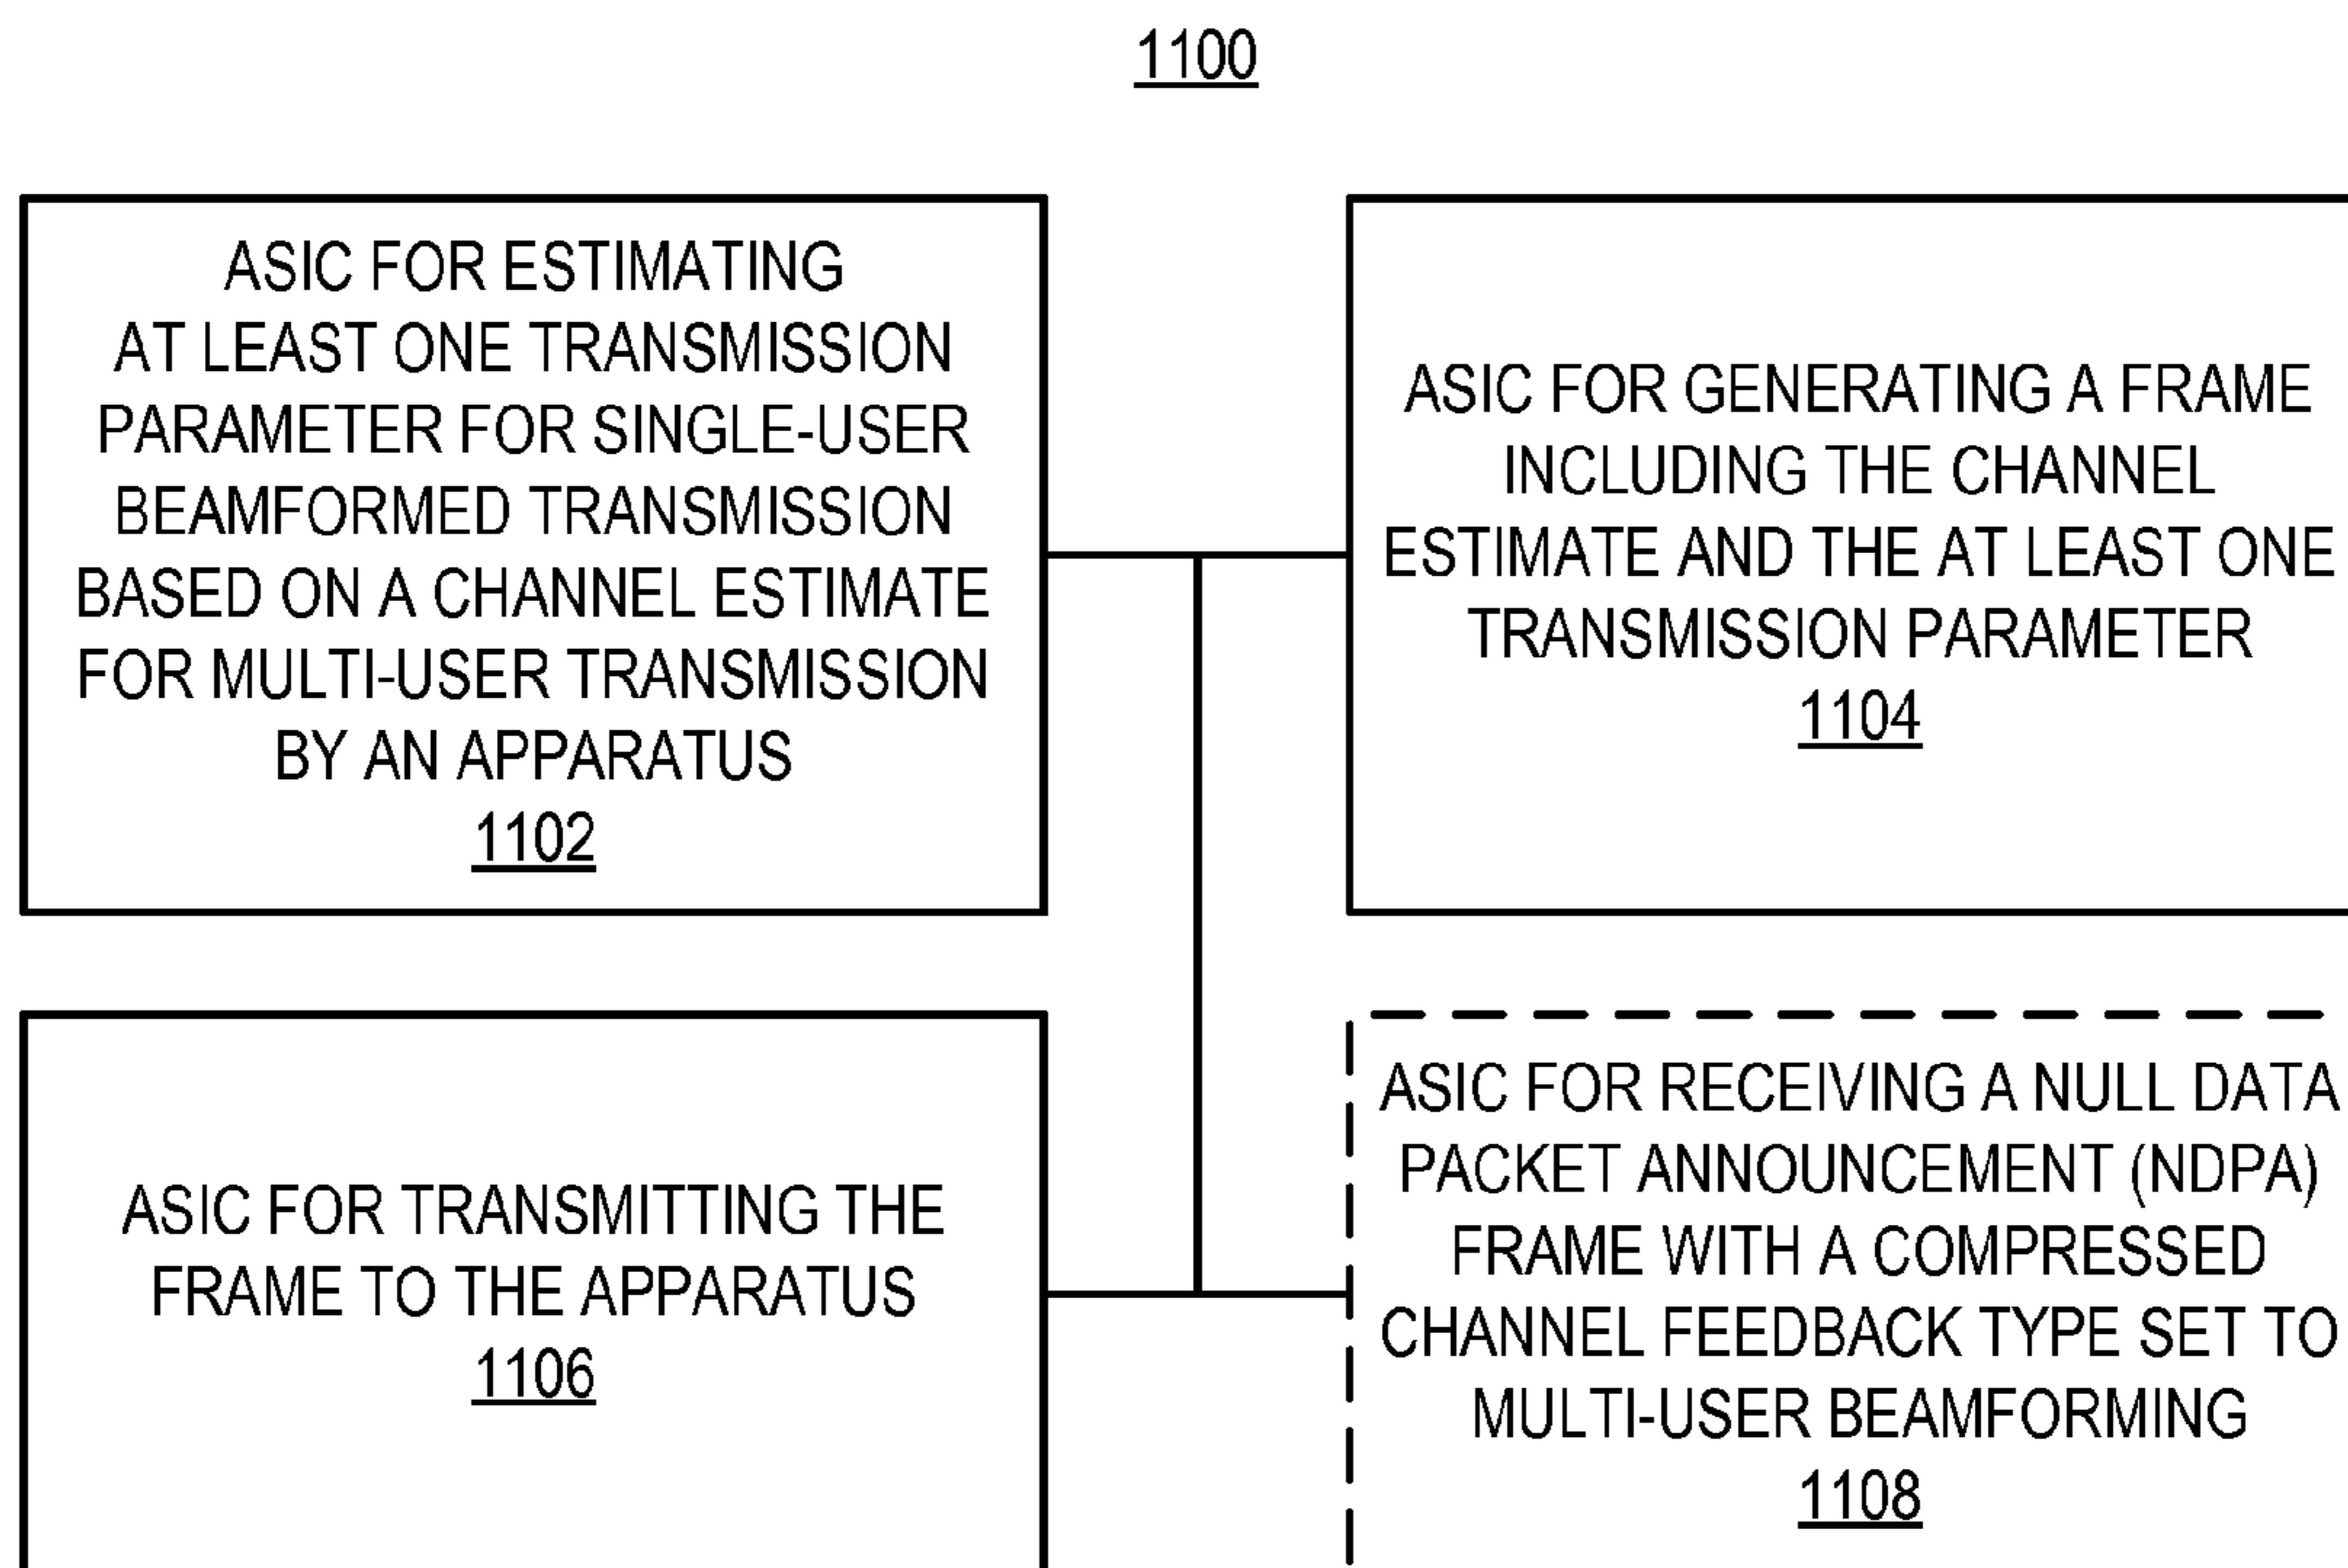 1100
ASIC FOR ESTIMATING
AT LEAST ONE TRANSMISSION
PARAMETER FOR SINGLE-USER
BEAMFORMED TRANSMISSION
BASED ON A CHANNEL ESTIMATE
FOR MULTI-USER TRANSMISSION
BY AN APPARATUS
1102
ASIC FOR GENERATING A FRAME
INCLUDING THE CHANNEL
ESTIMATE AND THE AT LEAST ONE
TRANSMISSION PARAMETER
1104
ASIC FOR TRANSMITTING THE
FRAME TO THE APPARATUS
1106
ASIC FOR RECEIVING A NULL DATA
PACKET ANNOUNCEMENT (NDPA)
FRAME WITH A COMPRESSED
CHANNEL FEEDBACK TYPE SET TO
MULTI-USER BEAMFORMING
1108